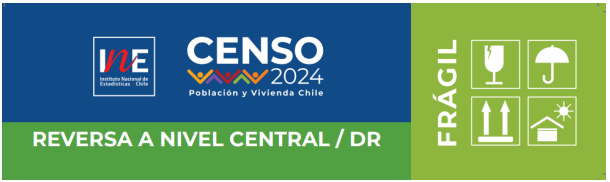 INE
Instituto Nacional de
Estadísticas • Chile
CENSO
2024
Población y Vivienda Chile
REVERSA A NIVEL CENTRAL / DR
FRÁGIL